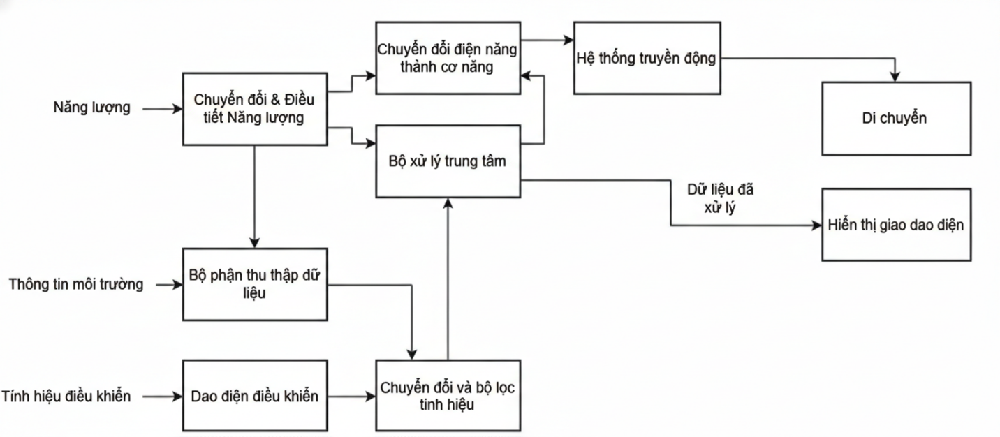 Chuyển đổi điện năng
thành cơ năng
Hệ thống truyền động
Năng lượng
Chuyển đổi & Điều
tiết Năng lượng
Di chuyển
Bộ xử lý trung tâm
Dữ liệu đã
xử lý
Hiển thị giao dao diện
Thông tin môi trường
Bộ phận thu thập dữ
liệu
Tính hiệu điều khiển
Dao diện điều khiển
Chuyển đổi và bộ lọc
tinh hiệu